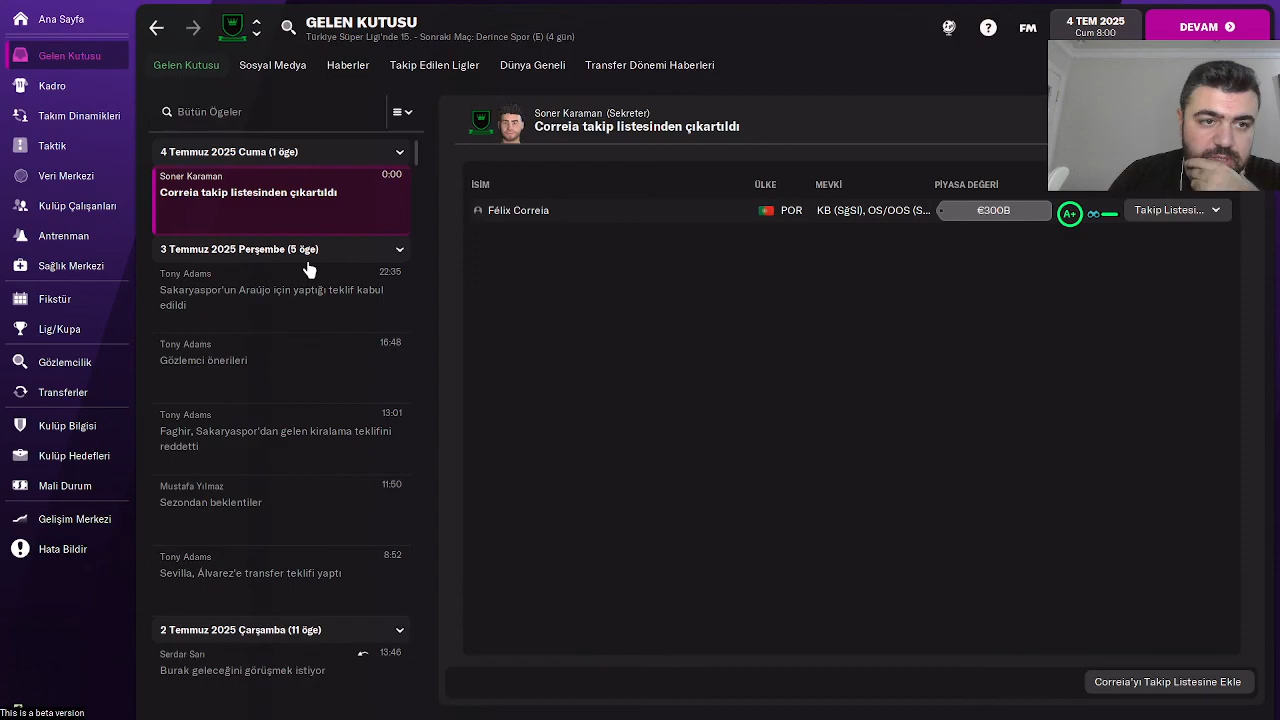 Ana Sayfa
Gelen Kutusu
Kadro
Takım Dinamikleri
Taktik
Veri Merkezi
Kulüp Çalışanları
Antrenman
Sağlık Merkezi
Fikstür
Lig/Kupa
Gözlemcilik
Transferler
Kulüp Bilgisi
Kulüp Hedefleri
Mali Durum
Gelişim Merkezi
Hata Bildir
This is a beta version
GELEN KUTUSU
Türkiye Süper Ligi'nde 15. - Sonraki Maç: Derince Spor (E) (4 gün)
FM
4 TEM 2025
Cum 8:00
DEVAM
Gelen Kutusu
Sosyal Medya
Haberler
Takip Edilen Ligler
Dünya Geneli
Transfer Dönemi Haberleri
Bütün Ögeler
4 Temmuz 2025 Cuma (1 öge)
Soner Karaman 0:00
Correia takip listesinden çıkartıldı
3 Temmuz 2025 Perşembe (5 öge)
Tony Adams 22:35
Sakaryaspor'un Araújo için yaptığı teklif kabul
edildi
Tony Adams 16:48
Gözlemci önerileri
Tony Adams 13:01
Faghir, Sakaryaspor'dan gelen kiralama teklifini
reddetti
Mustafa Yılmaz 11:50
Sezondan beklentiler
Tony Adams 8:52
Sevilla, Álvarez'e transfer teklifi yaptı
2 Temmuz 2025 Çarşamba (11 öge)
Serdar Sarı 13:46
Burak geleceğini görüşmek istiyor
Soner Karaman (Sekreter)
Correia takip listesinden çıkartıldı
İSİM ÜLKE MEVKİ PİYASA DEĞERİ
Félix Correia POR KB (SğSl), OS/OOS (S... €300B A+ Takip Listesi...
Correia'yı Takip Listesine Ekle